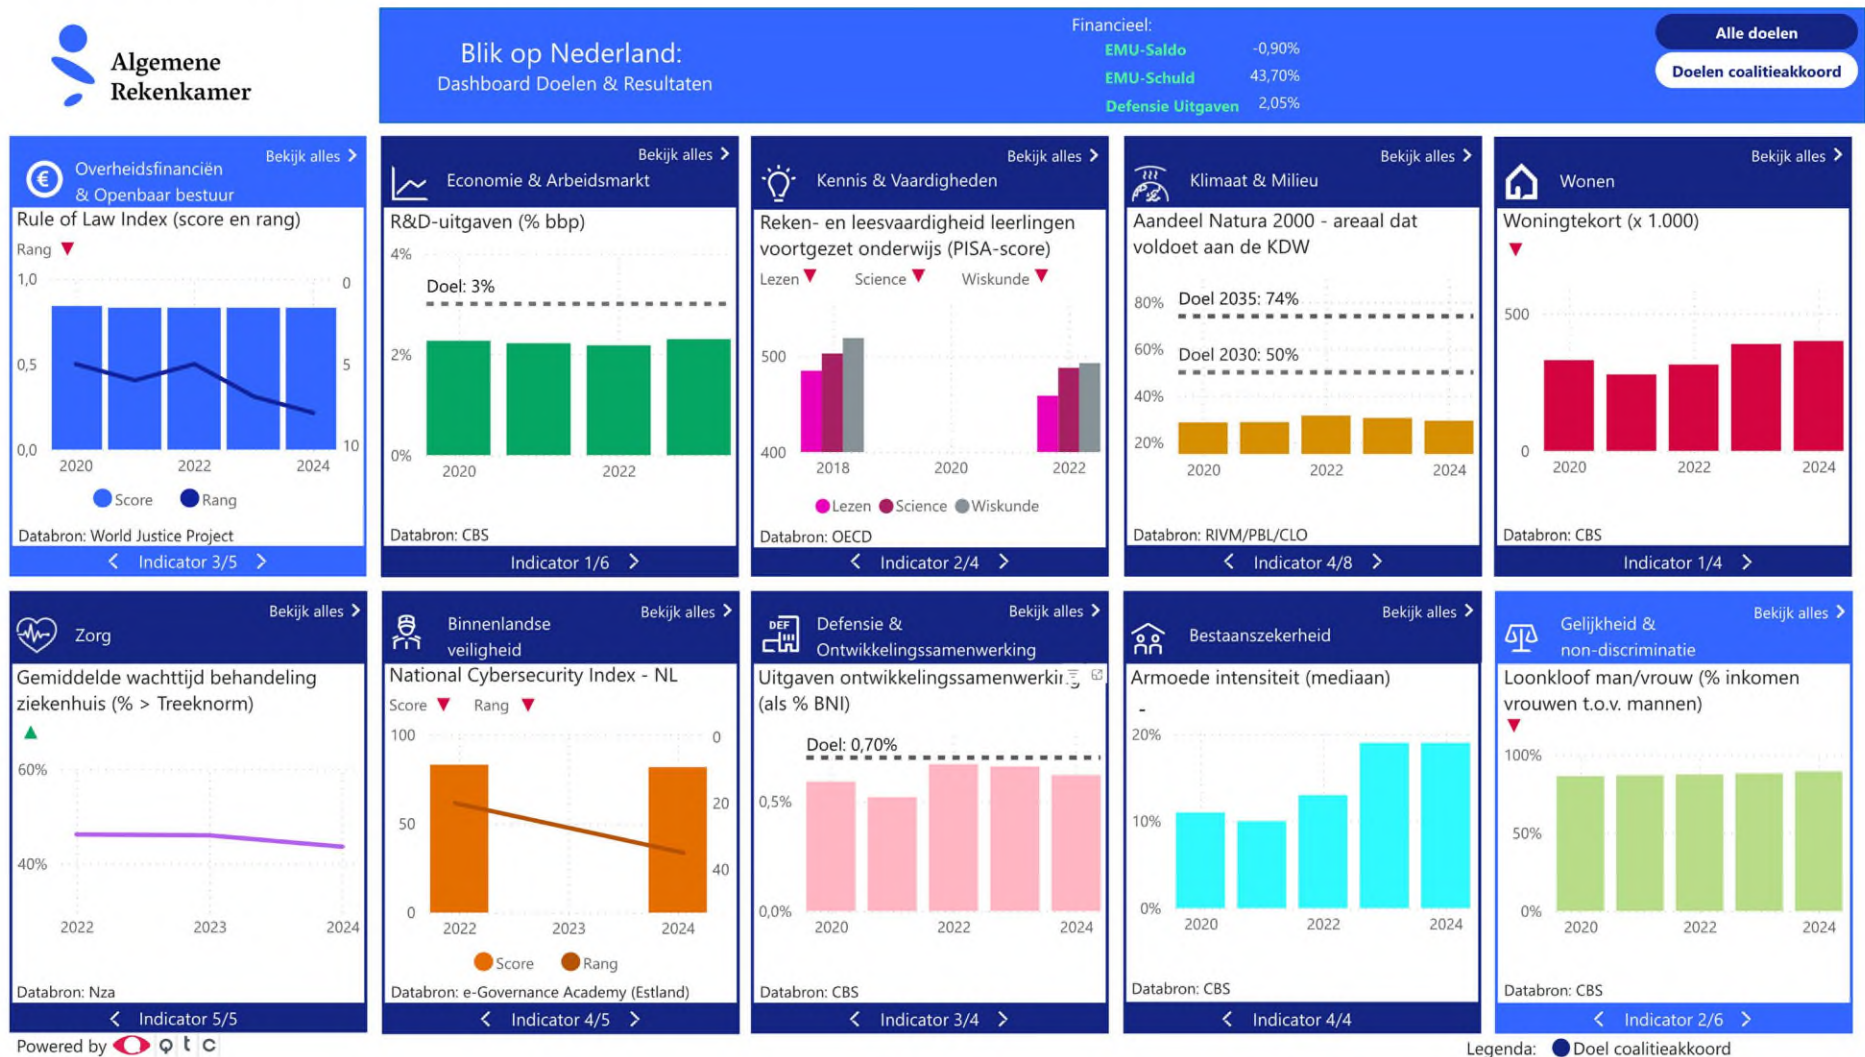 Algemene
Rekenkamer
Blik op Nederland:
Dashboard Doelen & Resultaten
Financieel:
EMU-Saldo -0,90%
EMU-Schuld 43,70%
Defensie Uitgaven 2,05%
Alle doelen
Doelen coalitieakkoord
Bekijk alles
Overheidsfinanciën
& Openbaar bestuur
Rule of Law Index (score en rang)
Rang
1,0
0,5
0,0
0
5
10
2020 2022 2024
Score Rang
Databron: World Justice Project
Indicator 3/5
Bekijk alles
Economie & Arbeidsmarkt
R&D-uitgaven (% bbp)
4%
Doel: 3%
2%
0%
2020 2022
Databron: CBS
Indicator 1/6
Bekijk alles
Kennis & Vaardigheden
Reken- en leesvaardigheid leerlingen
voortgezet onderwijs (PISA-score)
Lezen Science Wiskunde
500
400
2018 2020 2022
Lezen Science Wiskunde
Databron: OECD
Indicator 2/4
Bekijk alles
Klimaat & Milieu
Aandeel Natura 2000 - areaal dat
voldoet aan de KDW
80%
Doel 2035: 74%
60%
Doel 2030: 50%
40%
20%
2020 2022 2024
Databron: RIVM/PBL/CLO
Indicator 4/8
Bekijk alles
Wonen
Woningtekort (x 1.000)
500
0
2020 2022 2024
Databron: CBS
Indicator 1/4
Bekijk alles
Zorg
Gemiddelde wachttijd behandeling
ziekenhuis (% > Treeknorm)
60%
40%
2022 2023 2024
Databron: Nza
Indicator 5/5
Bekijk alles
Binnenlandse
veiligheid
National Cybersecurity Index - NL
Score Rang
100
50
0
0
20
40
2022 2023 2024
Score Rang
Databron: e-Governance Academy (Estland)
Indicator 4/5
Bekijk alles
DEF
Defensie &
Ontwikkelingssamenwerking
Uitgaven ontwikkelingssamenwerking
(als % BNI)
Doel: 0,70%
0,5%
0,0%
2020 2022 2024
Databron: CBS
Indicator 3/4
Bekijk alles
Bestaanszekerheid
Armoede intensiteit (mediaan)
-
20%
10%
0%
2020 2022 2024
Databron: CBS
Indicator 4/4
Bekijk alles
Gelijkheid &
non-discriminatie
Loonkloof man/vrouw (% inkomen
vrouwen t.o.v. mannen)
100%
50%
0%
2020 2022 2024
Databron: CBS
Indicator 2/6
Powered by Q t C
Legenda: Doel coalitieakkoord